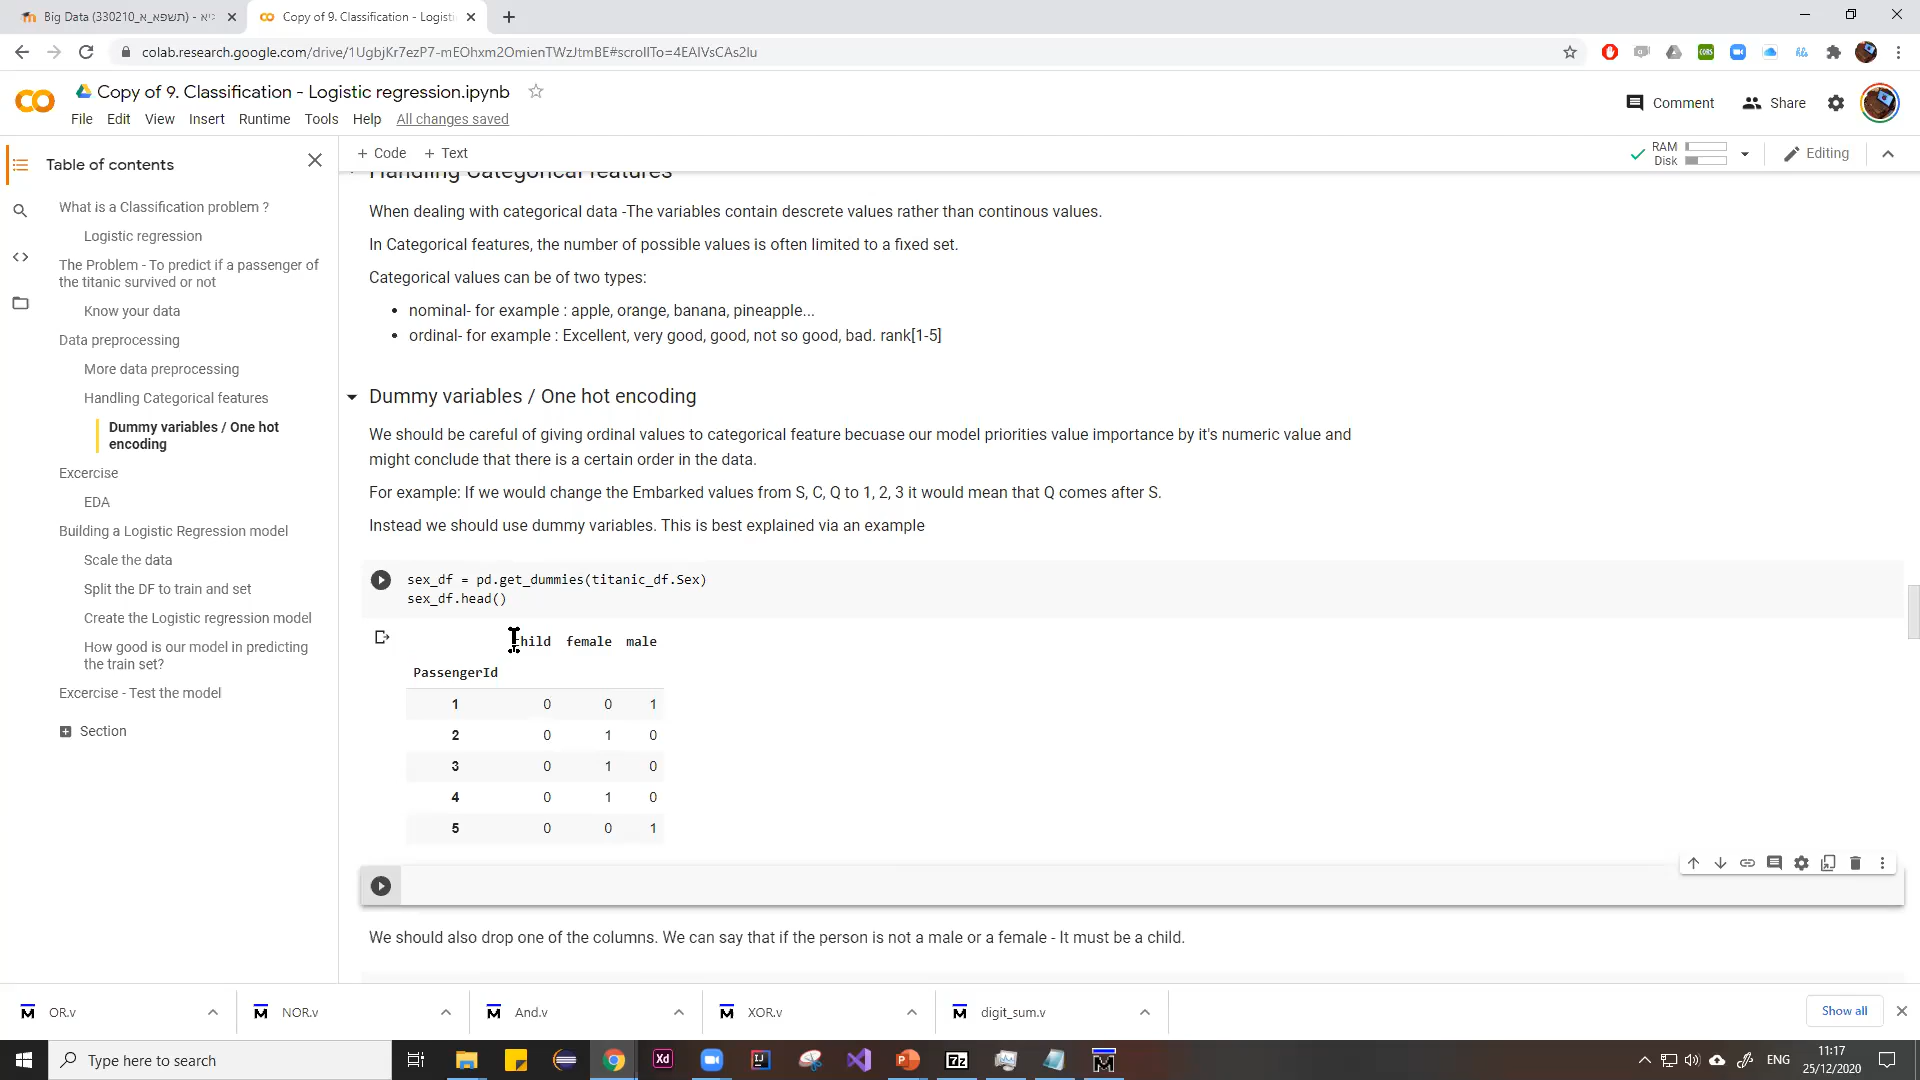 Big Data (330210_תשפא_א) - גיא
Copy of 9. Classification - Logisti
colab.research.google.com/drive/1UgbjKr7ezP7-mEOhxm2OmienTWzJtmBE#scrollTo=4EAlVsCAs2lu
Copy of 9. Classification - Logistic regression.ipynb
File Edit View Insert Runtime Tools Help All changes saved
Comment Share
+ Code + Text
RAM
Disk
Editing
Table of contents
What is a Classification problem ?
Logistic regression
The Problem - To predict if a passenger of
the titanic survived or not
Know your data
Data preprocessing
More data preprocessing
Handling Categorical features
Dummy variables / One hot
encoding
Excercise
EDA
Building a Logistic Regression model
Scale the data
Split the DF to train and set
Create the Logistic regression model
How good is our model in predicting
the train set?
Excercise - Test the model
Section
Handling Categorical features
When dealing with categorical data -The variables contain descrete values rather than continous values.
In Categorical features, the number of possible values is often limited to a fixed set.
Categorical values can be of two types:
• nominal- for example : apple, orange, banana, pineapple...
• ordinal- for example : Excellent, very good, good, not so good, bad. rank[1-5]
Dummy variables / One hot encoding
We should be careful of giving ordinal values to categorical feature becuase our model priorities value importance by it's numeric value and
might conclude that there is a certain order in the data.
For example: If we would change the Embarked values from S, C, Q to 1, 2, 3 it would mean that Q comes after S.
Instead we should use dummy variables. This is best explained via an example
sex_df = pd.get_dummies(titanic_df.Sex)
sex_df.head()
child female male
PassengerId
1 0 0 1
2 0 1 0
3 0 1 0
4 0 1 0
5 0 0 1
We should also drop one of the columns. We can say that if the person is not a male or a female - It must be a child.
OR.v NOR.v And.v XOR.v digit_sum.v Show all
Type here to search
ENG
11:17
25/12/2020